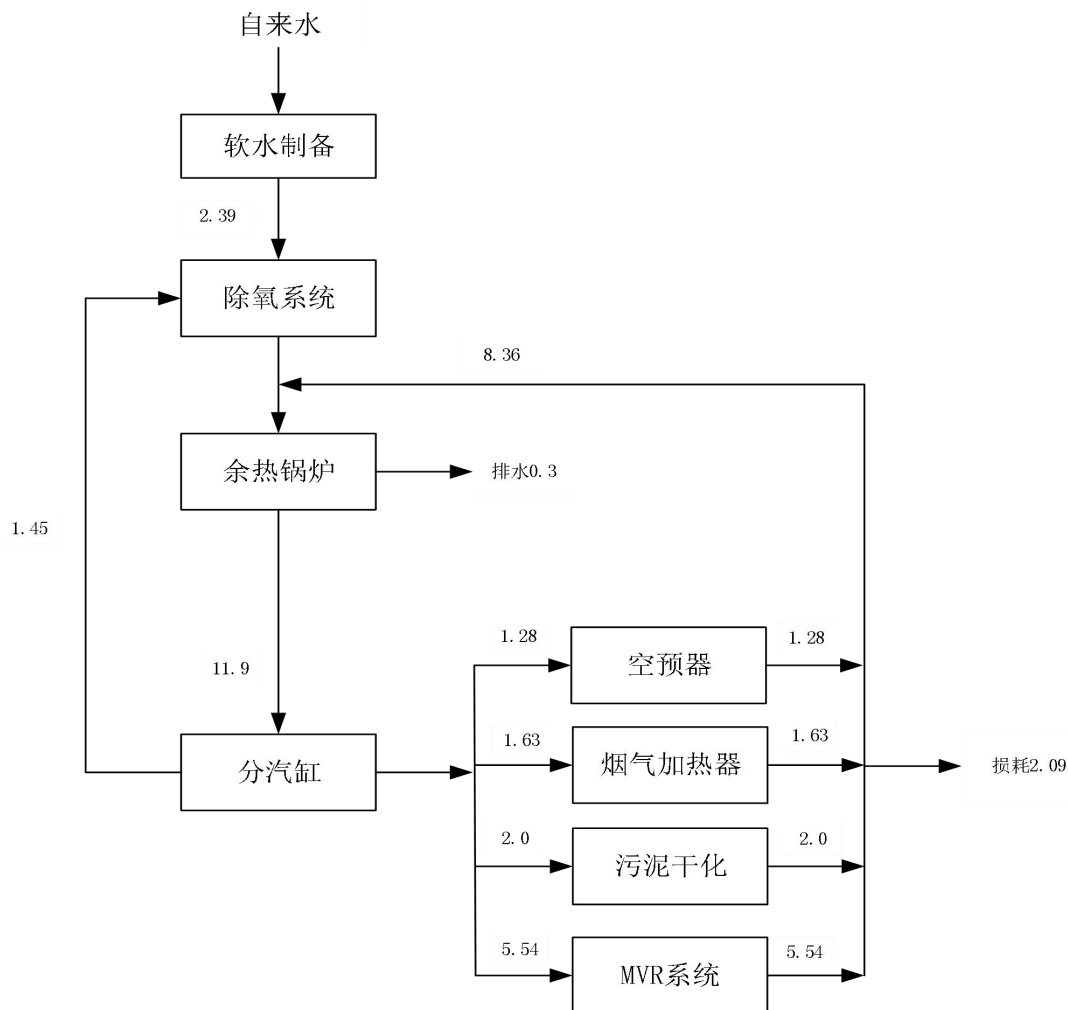 自来水
软水制备
2.39
除氧系统
8.36
余热锅炉
排水0.3
1.45
11.9
1.28
空预器
1.28
1.63
烟气加热器
1.63
分汽缸
损耗2.09
2.0
污泥干化
2.0
5.54
MVR系统
5.54